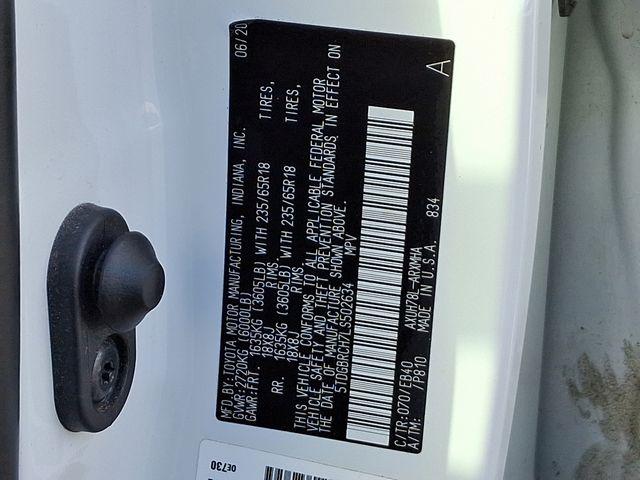 MFD.BY:TOYOTA MOTOR MANUFACTURING, INDIANA, INC. 06/20
GVWR:2720KG (6000LB)
GAWR:FRT. 1635KG (3605LB) WITH 235/65R18 TIRES,
18X8J RIMS,
RR. 1635KG (3605LB) WITH 235/65R18 TIRES,
18X8J RIMS,
THIS VEHICLE CONFORMS TO ALL APPLICABLE FEDERAL MOTOR
VEHICLE SAFETY AND THEFT PREVENTION STANDARDS IN EFFECT ON
THE DATE OF MANUFACTURE SHOWN ABOVE.
5TDGBRCH7LS502634 MPV
C/TR:070/FB40 AXUH78L-ARXMHA
A/TM: /P810 MADE IN U.S.A. 834
A
0E730